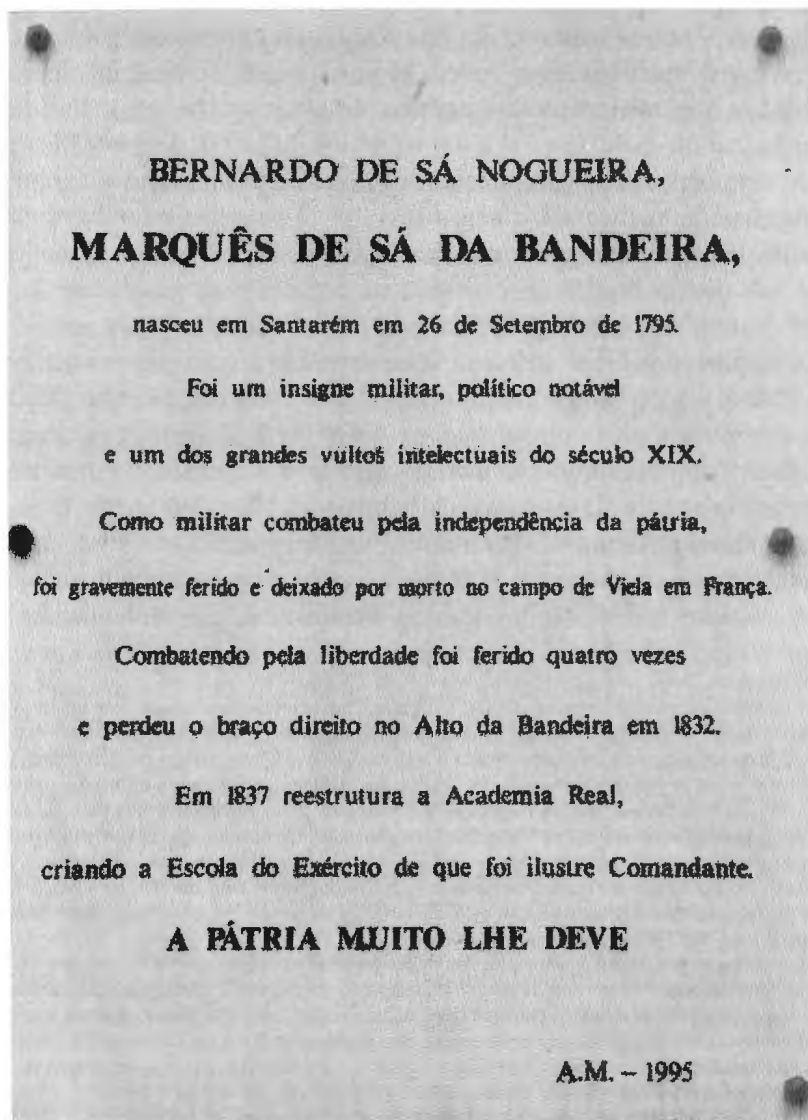 BERNARDO DE SÁ NOGUEIRA,
MARQUÊS DE SÁ DA BANDEIRA,
nasceu em Santarém em 26 de Setembro de 1795.
Foi um insigne militar, político notável
e um dos grandes vultos intelectuais do século XIX.
Como militar combateu pela independência da pátria,
foi gravemente ferido e deixado por morto no campo de Viela em França.
Combatendo pela liberdade foi ferido quatro vezes
e perdeu o braço direito no Alto da Bandeira em 1832.
Em 1837 reestrutura a Academia Real,
criando a Escola do Exército de que foi ilustre Comandante.
A PÁTRIA MUITO LHE DEVE
A.M. – 1995